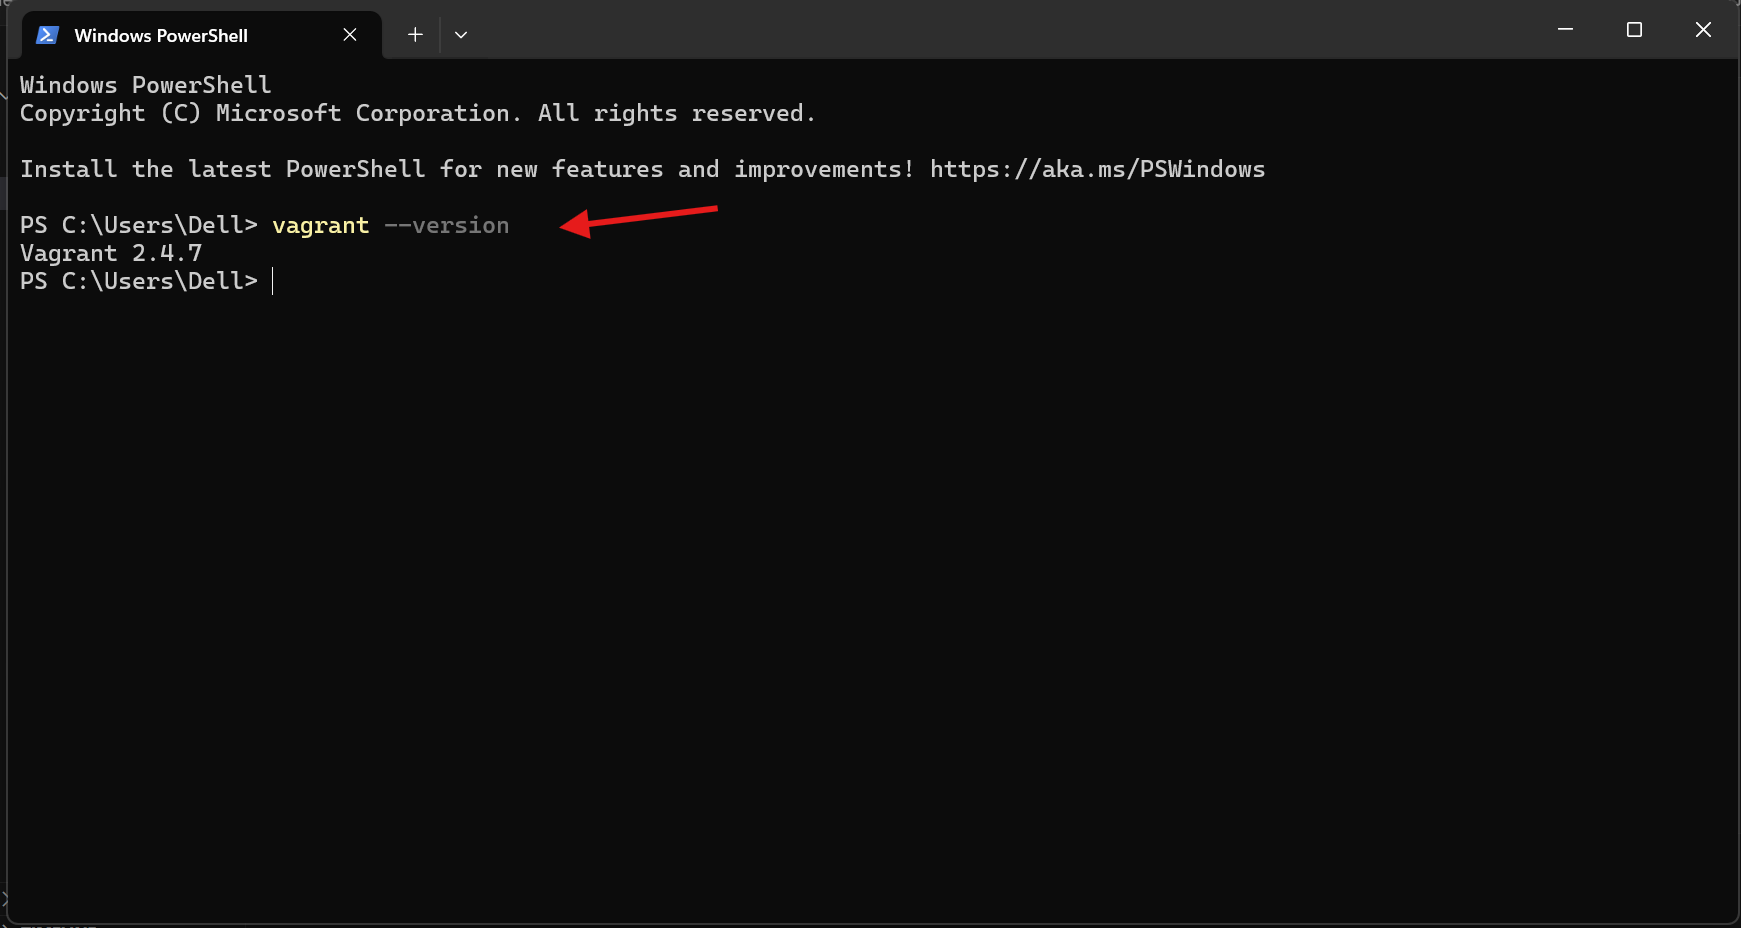 Windows PowerShell
Windows PowerShell
Copyright (C) Microsoft Corporation. All rights reserved.
Install the latest PowerShell for new features and improvements! https://aka.ms/PSWindows
PS C:\Users\Dell> vagrant --version
Vagrant 2.4.7
PS C:\Users\Dell>